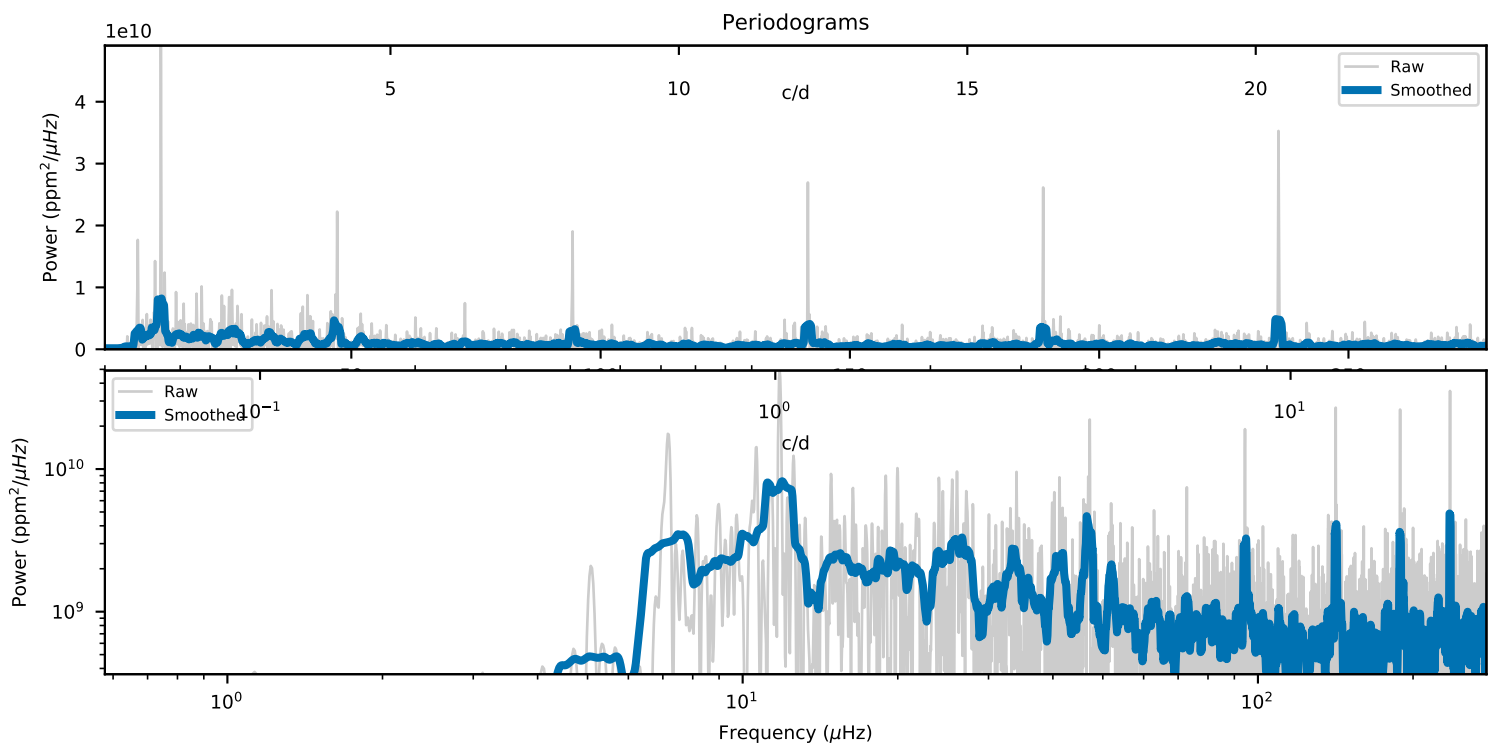 Periodograms
1e10
Power (ppm²/μHz)
4
3
2
1
0
5
10
15
20
c/d
Raw
Smoothed
Power (ppm²/μHz)
10¹⁰
10⁹
Raw
Smoothed
10⁻¹
10⁰
10¹
c/d
10⁰
10¹
10²
Frequency (μHz)